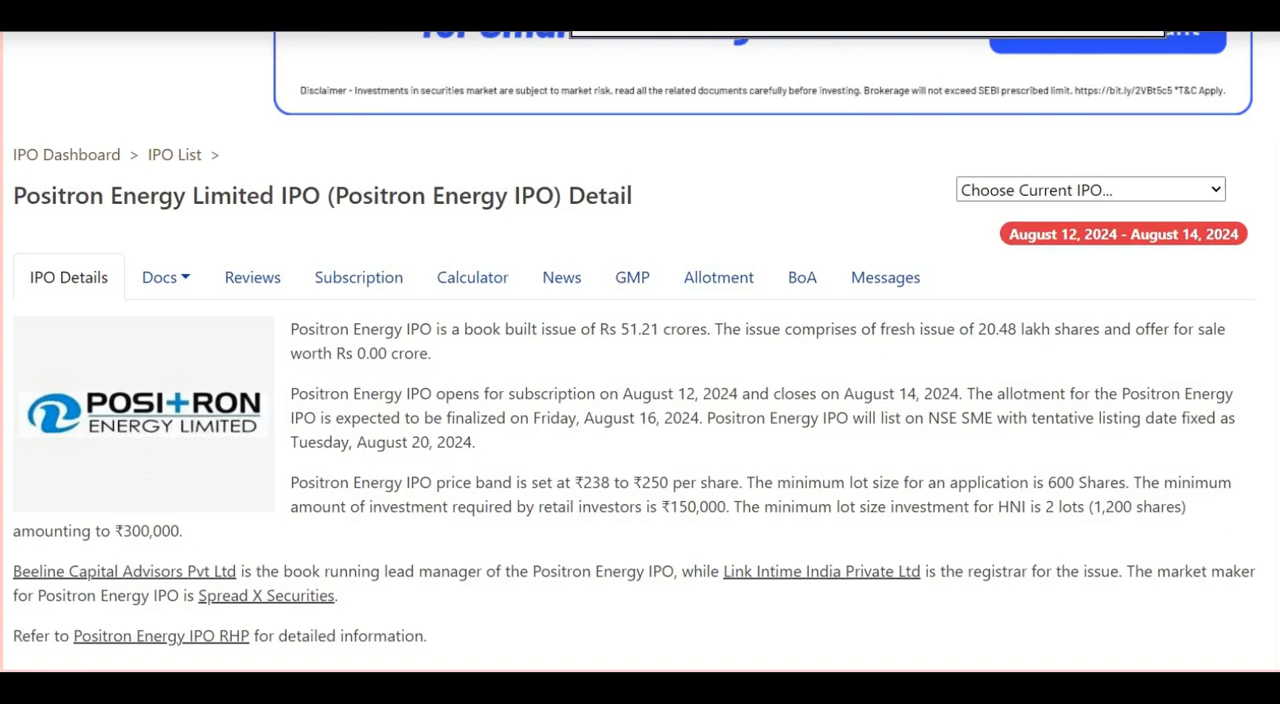 Disclaimer - Investments in securities market are subject to market risk, read all the related documents carefully before investing. Brokerage will not exceed SEBI prescribed limit. https://bit.ly/2VBt5c5 *T&C Apply.
IPO Dashboard > IPO List >
Positron Energy Limited IPO (Positron Energy IPO) Detail
Choose Current IPO...
August 12, 2024 - August 14, 2024
IPO Details Docs Reviews Subscription Calculator News GMP Allotment BoA Messages
POSITRON
ENERGY LIMITED
Positron Energy IPO is a book built issue of Rs 51.21 crores. The issue comprises of fresh issue of 20.48 lakh shares and offer for sale
worth Rs 0.00 crore.
Positron Energy IPO opens for subscription on August 12, 2024 and closes on August 14, 2024. The allotment for the Positron Energy
IPO is expected to be finalized on Friday, August 16, 2024. Positron Energy IPO will list on NSE SME with tentative listing date fixed as
Tuesday, August 20, 2024.
Positron Energy IPO price band is set at ₹238 to ₹250 per share. The minimum lot size for an application is 600 Shares. The minimum
amount of investment required by retail investors is ₹150,000. The minimum lot size investment for HNI is 2 lots (1,200 shares)
amounting to ₹300,000.
Beeline Capital Advisors Pvt Ltd is the book running lead manager of the Positron Energy IPO, while Link Intime India Private Ltd is the registrar for the issue. The market maker
for Positron Energy IPO is Spread X Securities.
Refer to Positron Energy IPO RHP for detailed information.